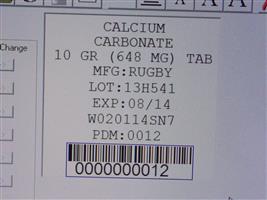 Change
CALCIUM
CARBONATE
10 GR (648 MG) TAB
MFG:RUGBY
LOT:13H541
EXP:08/14
W020114SN7
PDM:0012
0000000012